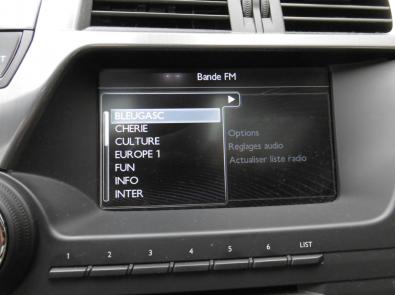 Bande FM
BLEUGASC
CHERIE
CULTURE
EUROPE 1
FUN
INFO
INTER
Options
Reglages audio
Actualiser liste radio
1 2 3 4 5 6 LIST